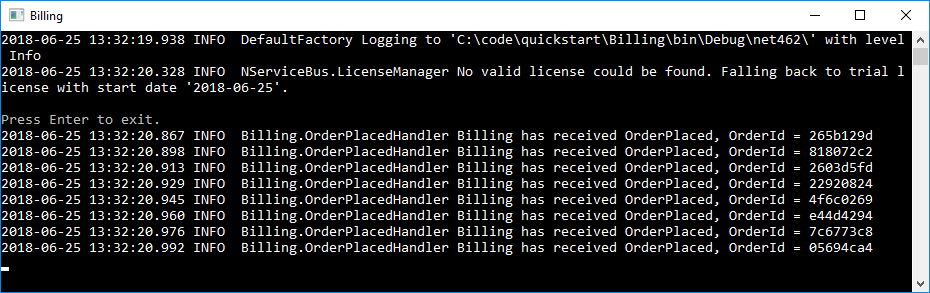 Billing
2018-06-25 13:32:19.938 INFO  DefaultFactory Logging to 'C:\code\quickstart\Billing\bin\Debug\net462\' with level
 Info
2018-06-25 13:32:20.328 INFO  NServiceBus.LicenseManager No valid license could be found. Falling back to trial l
icense with start date '2018-06-25'.
Press Enter to exit.
2018-06-25 13:32:20.867 INFO  Billing.OrderPlacedHandler Billing has received OrderPlaced, OrderId = 265b129d
2018-06-25 13:32:20.898 INFO  Billing.OrderPlacedHandler Billing has received OrderPlaced, OrderId = 818072c2
2018-06-25 13:32:20.913 INFO  Billing.OrderPlacedHandler Billing has received OrderPlaced, OrderId = 2603d5fd
2018-06-25 13:32:20.929 INFO  Billing.OrderPlacedHandler Billing has received OrderPlaced, OrderId = 22920824
2018-06-25 13:32:20.945 INFO  Billing.OrderPlacedHandler Billing has received OrderPlaced, OrderId = 4f6c0269
2018-06-25 13:32:20.960 INFO  Billing.OrderPlacedHandler Billing has received OrderPlaced, OrderId = e44d4294
2018-06-25 13:32:20.976 INFO  Billing.OrderPlacedHandler Billing has received OrderPlaced, OrderId = 7c6773c8
2018-06-25 13:32:20.992 INFO  Billing.OrderPlacedHandler Billing has received OrderPlaced, OrderId = 05694ca4